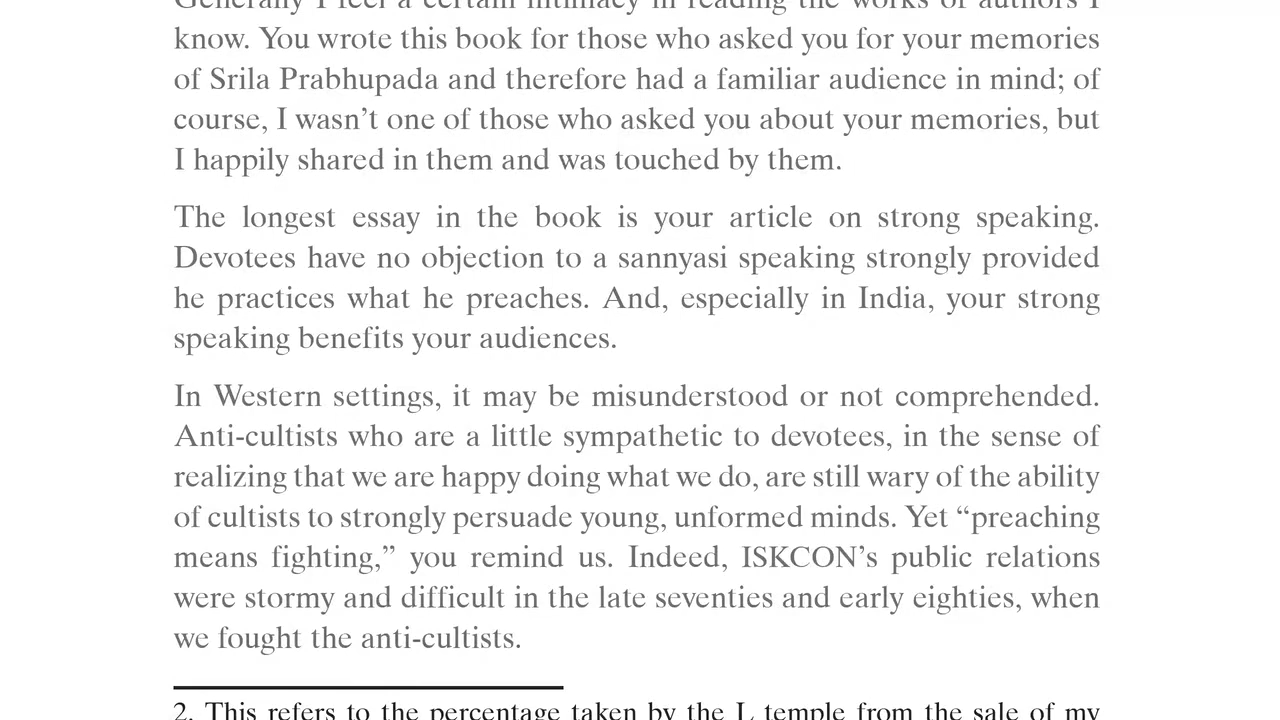 Generally I feel a certain intimacy in reading the works of authors I
know. You wrote this book for those who asked you for your memories
of Srila Prabhupada and therefore had a familiar audience in mind; of
course, I wasn’t one of those who asked you about your memories, but
I happily shared in them and was touched by them.
The longest essay in the book is your article on strong speaking.
Devotees have no objection to a sannyasi speaking strongly provided
he practices what he preaches. And, especially in India, your strong
speaking benefits your audiences.
In Western settings, it may be misunderstood or not comprehended.
Anti-cultists who are a little sympathetic to devotees, in the sense of
realizing that we are happy doing what we do, are still wary of the ability
of cultists to strongly persuade young, unformed minds. Yet “preaching
means fighting,” you remind us. Indeed, ISKCON’s public relations
were stormy and difficult in the late seventies and early eighties, when
we fought the anti-cultists.
2. This refers to the percentage taken by the L temple from the sale of my